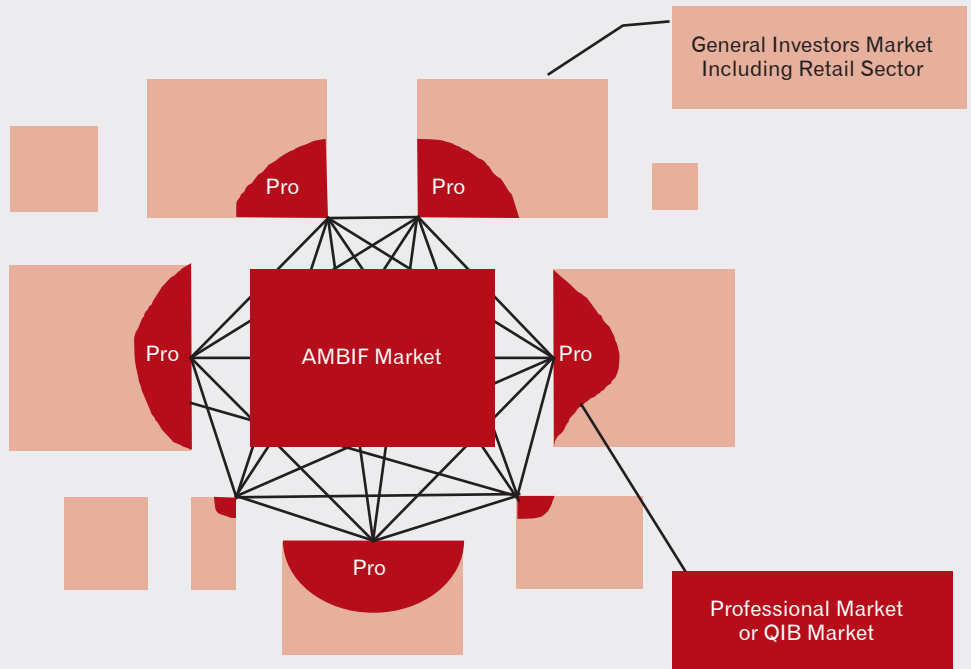 General Investors Market
Including Retail Sector
Pro
Pro
Pro
AMBIF Market
Pro
Pro
Professional Market
or QIB Market